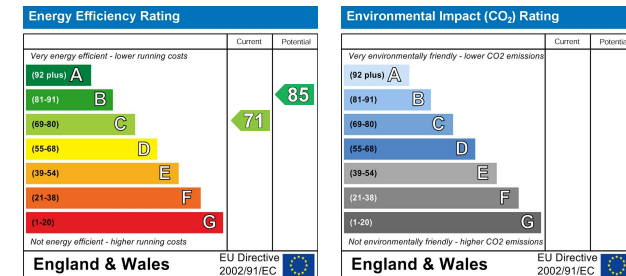 Energy Efficiency Rating
Current Potential
Very energy efficient - lower running costs
(92 plus) A
(81-91) B
(69-80) C
(55-68) D
(39-54) E
(21-38) F
(1-20) G
85
71
Not energy efficient - higher running costs
England & Wales
EU Directive
2002/91/EC
Environmental Impact (CO₂) Rating
Current Potential
Very environmentally friendly - lower CO2 emissions
(92 plus) A
(81-91) B
(69-80) C
(55-68) D
(39-54) E
(21-38) F
(1-20) G
Not environmentally friendly - higher CO2 emissions
England & Wales
EU Directive
2002/91/EC